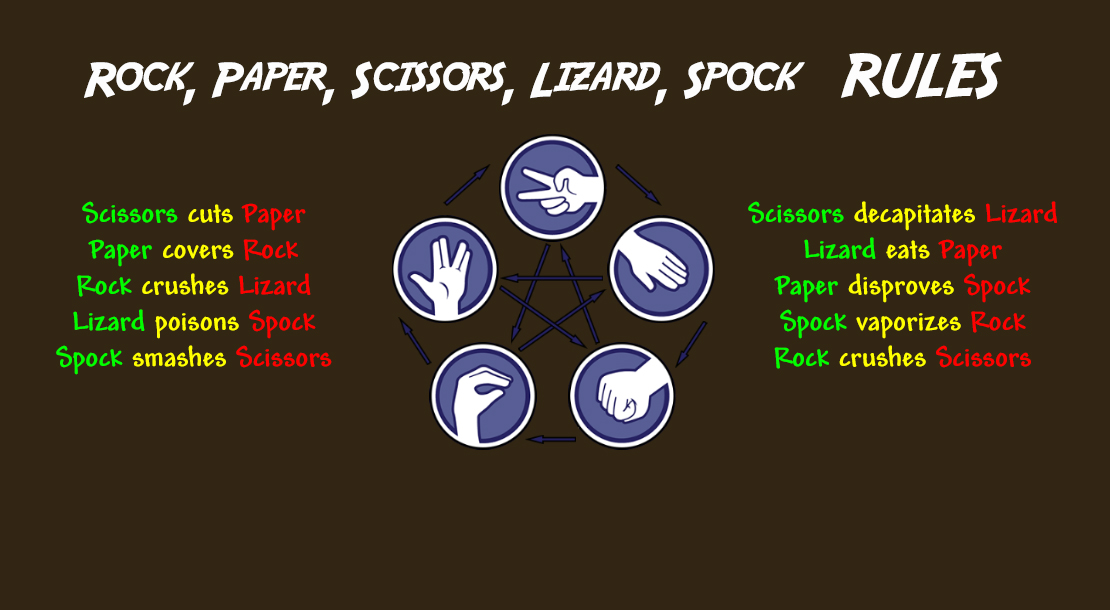 Rock, Paper, Scissors, Lizard, Spock RULES
Scissors cuts Paper
Paper covers Rock
Rock crushes Lizard
Lizard poisons Spock
Spock smashes Scissors
Scissors decapitates Lizard
Lizard eats Paper
Paper disproves Spock
Spock vaporizes Rock
Rock crushes Scissors